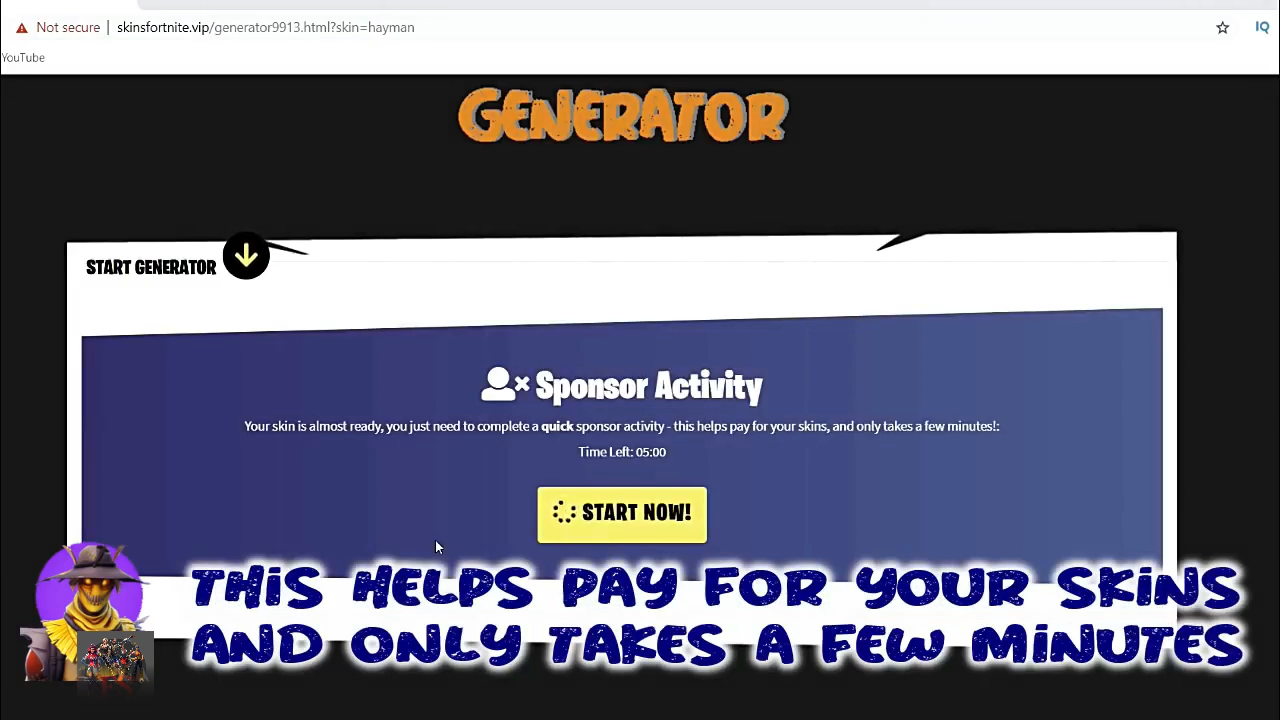 Not secure | skinsfortnite.vip/generator9913.html?skin=hayman
IQ
YouTube
GENERATOR
START GENERATOR
Sponsor Activity
Your skin is almost ready, you just need to complete a quick sponsor activity - this helps pay for your skins, and only takes a few minutes!:
Time Left: 05:00
START NOW!
THIS HELPS PAY FOR YOUR SKINS
AND ONLY TAKES A FEW MINUTES